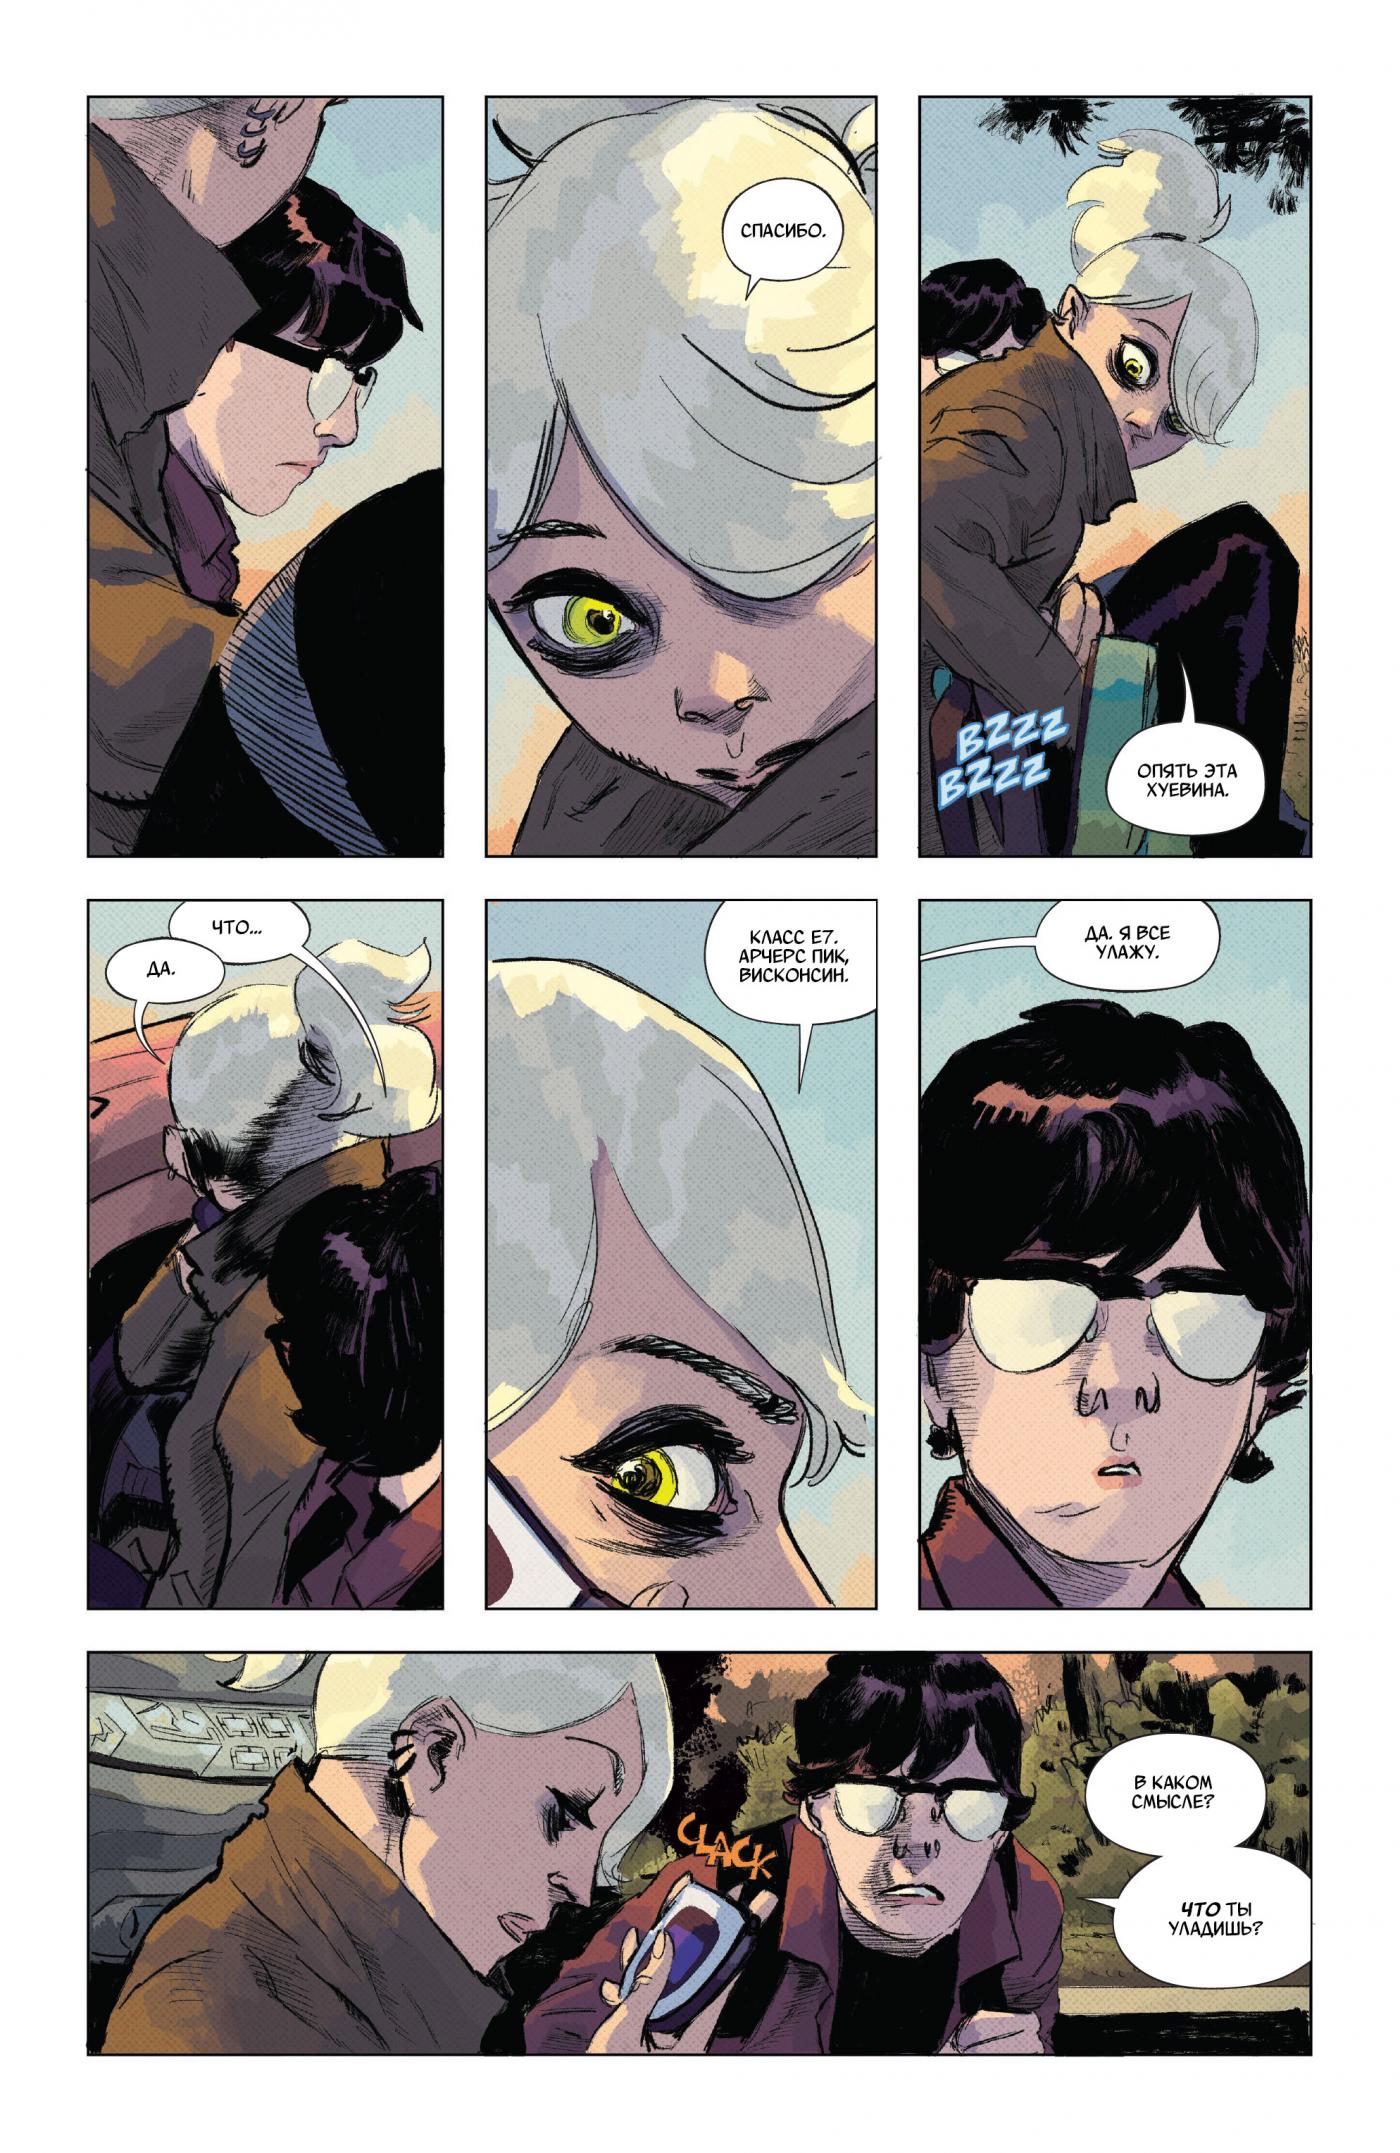 СПАСИБО.
BZZZ
BZZZ
ОПЯТЬ ЭТА
ХУЕВИНА.
ЧТО...
ДА.
КЛАСС Е7.
АРЧЕРС ПИК,
ВИСКОНСИН.
ДА. Я ВСЕ
УЛАЖУ.
CLACK
В КАКОМ
СМЫСЛЕ?
ЧТО ТЫ
УЛАДИШЬ?